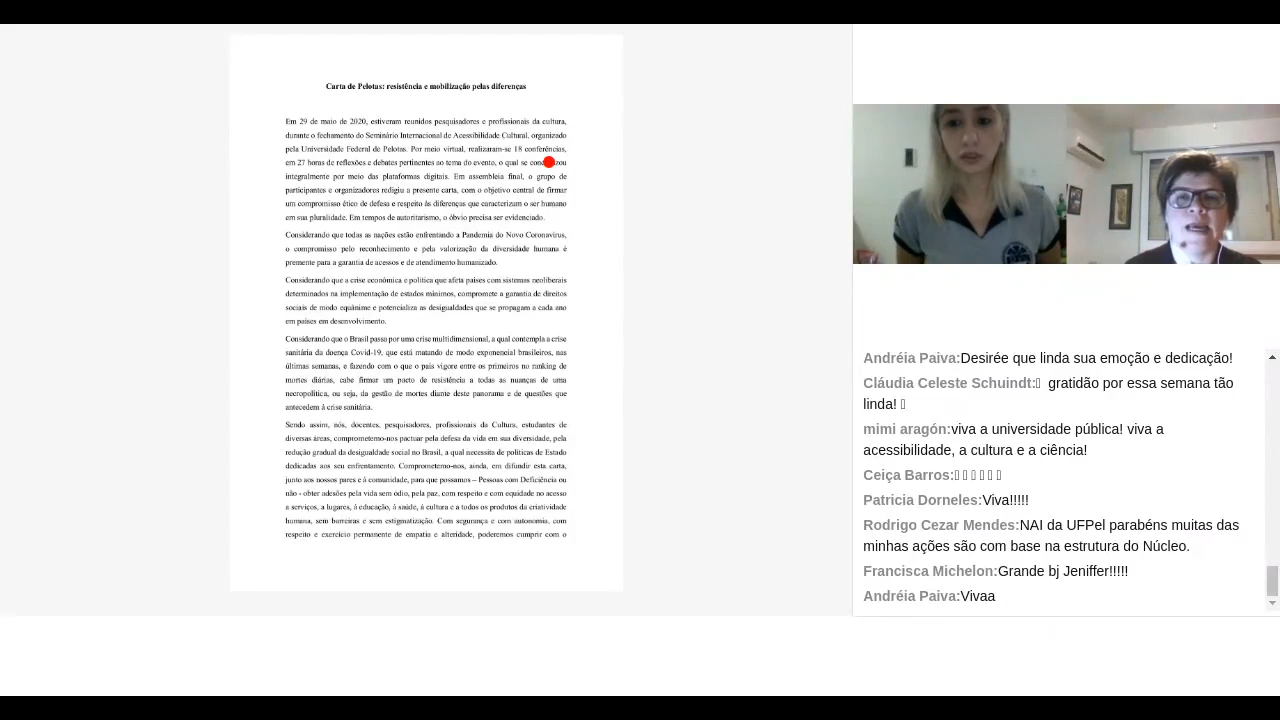 Carta de Pelotas: resistência e mobilização pelas diferenças
Em 29 de maio de 2020, estiveram reunidos pesquisadores e profissionais da cultura,
durante o fechamento do Seminário Internacional de Acessibilidade Cultural, organizado
pela Universidade Federal de Pelotas. Por meio virtual, realizaram-se 18 conferências,
em 27 horas de reflexões e debates pertinentes ao tema do evento, o qual se
integralmente por meio das plataformas digitais. Em assembleia final, o grupo de
participantes e organizadores redigiu a presente carta, com o objetivo central de firmar
um compromisso ético de defesa e respeito às diferenças que caracterizam o ser humano
em sua pluralidade. Em tempos de autoritarismo, o óbvio precisa ser evidenciado.
Considerando que todas as nações estão enfrentando a Pandemia do Novo Coronavírus,
o compromisso pelo reconhecimento e pela valorização da diversidade humana é
premente para a garantia de acessos e de atendimento humanizado.
Considerando que a crise econômica e política que afeta países com sistemas neoliberais
determinados na implementação de estados mínimos, compromete a garantia de direitos
sociais de modo equânime e potencializa as desigualdades que se propagam a cada ano
em países em desenvolvimento.
Considerando que o Brasil passa por uma crise multidimensional, a qual contempla a crise
sanitária da doença Covid-19, que está matando de modo exponencial brasileiros, nas
últimas semanas, e fazendo com o que o país vigore entre os primeiros no ranking de
mortes diárias, cabe firmar um pacto de resistência a todas as nuanças de uma
necropolítica, ou seja, da gestão de mortes diante deste panorama e de questões que
antecedem à crise sanitária.
Sendo assim, nós, docentes, pesquisadores, profissionais da Cultura, estudantes de
diversas áreas, comprometemo-nos pactuar pela defesa da vida em sua diversidade, pela
redução gradual da desigualdade social no Brasil, a qual necessita de políticas de Estado
dedicadas aos seu enfrentamento. Comprometemo-nos, ainda, em difundir esta carta,
junto aos nossos pares e à comunidade, para que possamos – Pessoas com Deficiência ou
não - obter adesões pela vida sem ódio, pela paz, com respeito e com equidade no acesso
a serviços, a lugares, à educação, à saúde, à cultura e a todos os produtos da criatividade
humana, sem barreiras e sem estigmatização. Com segurança e com autonomia, com
respeito e exercício permanente de empatia e alteridade, poderemos cumprir com o
Andréia Paiva:Desirée que linda sua emoção e dedicação!
Cláudia Celeste Schuindt: gratidão por essa semana tão
linda!
mimi aragón:viva a universidade pública! viva a
acessibilidade, a cultura e a ciência!
Ceiça Barros:
Patricia Dorneles:Viva!!!!!
Rodrigo Cezar Mendes:NAI da UFPel parabéns muitas das
minhas ações são com base na estrutura do Núcleo.
Francisca Michelon:Grande bj Jeniffer!!!!!
Andréia Paiva:Vivaa